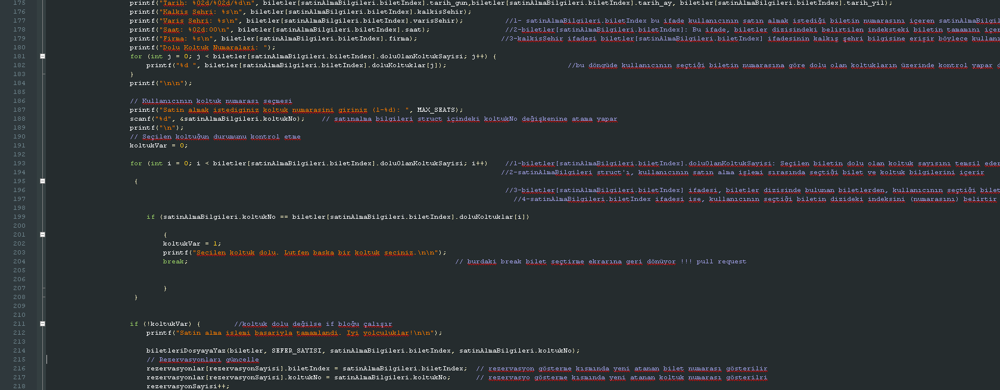 175 printf("Tarih: %02d/%02d/%d\n", biletler[satinAlmaBilgileri.biletIndex].tarih_gun,biletler[satinAlmaBilgileri.biletIndex].tarih_ay, biletler[satinAlmaBilgileri.biletIndex].tarih_yil);
176 printf("Kalkis Sehri: %s\n", biletler[satinAlmaBilgileri.biletIndex].kalkisSehir);
177 printf("Varis Sehri: %s\n", biletler[satinAlmaBilgileri.biletIndex].varisSehir); //1- satinAlmaBilgileri.biletIndex bu ifade kullanıcının satın almak istediği biletin numarasını içeren satinAlmaBilgil
178 printf("Saat: %02d:00\n", biletler[satinAlmaBilgileri.biletIndex].saat); //2-biletler[satinAlmaBilgileri.biletIndex]: Bu ifade, biletler dizisindeki belirtilen indeksteki biletin tamamını içer
179 printf("Firma: %s\n", biletler[satinAlmaBilgileri.biletIndex].firma); //3-kalkisSehir ifadesi biletler[satinAlmaBilgileri.biletIndex] ifadesinin kalkış şehri bilgisine erişir böylece kullanı
180 printf("Dolu Koltuk Numaralari: ");
181 for (int j = 0; j < biletler[satinAlmaBilgileri.biletIndex].doluOlanKoltukSayisi; j++) {
182 printf("%d ", biletler[satinAlmaBilgileri.biletIndex].doluKoltuklar[j]); //bu döngüde kullanıcının seçtiği biletin numarasına göre dolu olan koltukların üzerinde kontrol yapar d
183 }
184 printf("\n\n");
185
186 // Kullanıcının koltuk numarası seçmesi
187 printf("Satin almak istediginiz koltuk numarasini giriniz (1-%d): ", MAX_SEATS);
188 scanf("%d", &satinAlmaBilgileri.koltukNo); // satınalma bilgileri struct içindeki koltukNo değişkenine atama yapar
189 printf("\n");
190 // Seçilen koltuğun durumunu kontrol etme
191 koltukVar = 0;
192
193 for (int i = 0; i < biletler[satinAlmaBilgileri.biletIndex].doluOlanKoltukSayisi; i++) //1-biletler[satinAlmaBilgileri.biletIndex].doluOlanKoltukSayisi: Seçilen biletin dolu olan koltuk sayısını temsil eder
194 //2-satinAlmaBilgileri struct'ı, kullanıcının satın alma işlemi sırasında seçtiği bilet ve koltuk bilgilerini içerir
195 {
196 //3-biletler[satinAlmaBilgileri.biletIndex] ifadesi, biletler dizisinde bulunan biletlerden, kullanıcının seçtiği bilet
197 //4-satinAlmaBilgileri.biletIndex ifadesi ise, kullanıcının seçtiği biletin dizideki indeksini (numarasını) belirtir
198
199 if (satinAlmaBilgileri.koltukNo == biletler[satinAlmaBilgileri.biletIndex].doluKoltuklar[i])
200
201 {
202 koltukVar = 1;
203 printf("Secilen koltuk dolu. Lutfen baska bir koltuk seciniz.\n\n");
204 break; // burdaki break bilet seçtirme ekrarına geri dönüyor !!! pull request
205
206
207 }
208 }
209
210
211 if (!koltukVar) { //koltuk dolu değilse if bloğu çalışır
212 printf("Satin alma islemi basariyla tamamlandi. Iyi yolculuklar!\n\n");
213
214 biletleriDosyayaYaz(biletler, SEFER_SAYISI, satinAlmaBilgileri.biletIndex, satinAlmaBilgileri.koltukNo);
215 // Rezervasyonları güncelle
216 rezervasyonlar[rezervasyonSayisi].biletIndex = satinAlmaBilgileri.biletIndex; // rezervasyon gösterme kısmında yeni atanan bilet numarası gösterilir
217 rezervasyonlar[rezervasyonSayisi].koltukNo = satinAlmaBilgileri.koltukNo; // rezervasyo gösterme kısmında yeni atanan koltuk numarası gösterilri
218 rezervasyonSayisi++;